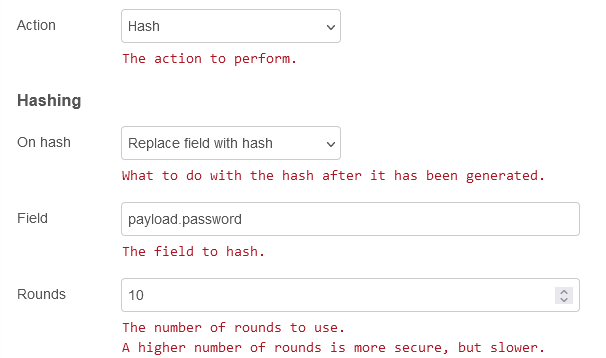 Action
Hash
The action to perform.
Hashing
On hash
Replace field with hash
What to do with the hash after it has been generated.
Field
payload.password
The field to hash.
Rounds
10
The number of rounds to use.
A higher number of rounds is more secure, but slower.